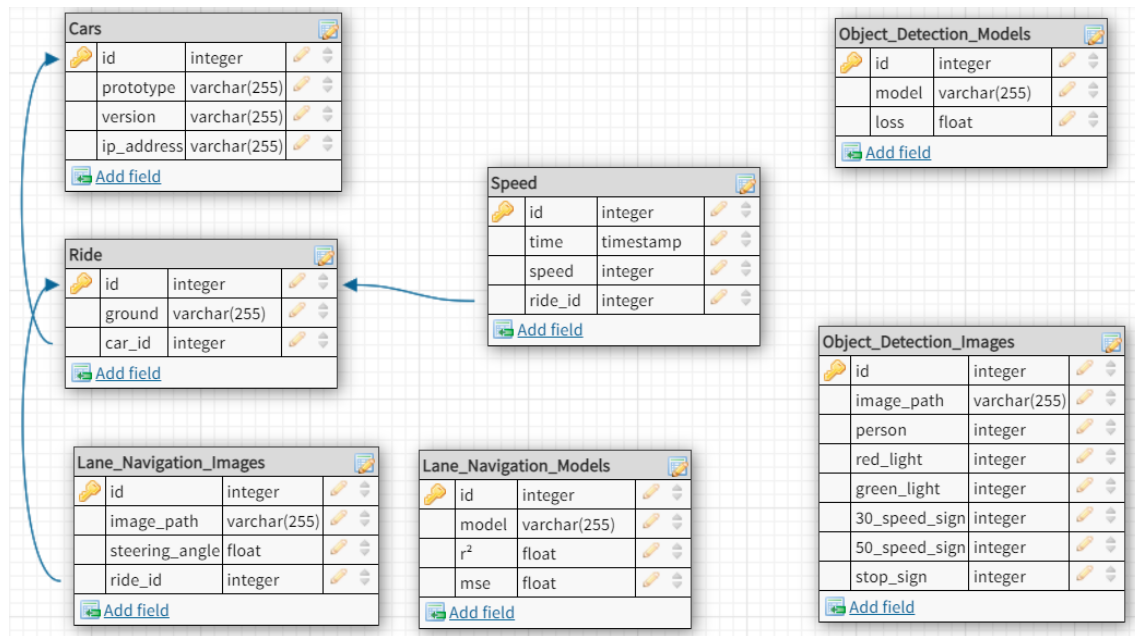 Cars
id integer
prototype varchar(255)
version varchar(255)
ip_address varchar(255)
Add field
Object_Detection_Models
id integer
model varchar(255)
loss float
Add field
Speed
id integer
time timestamp
speed integer
ride_id integer
Add field
Ride
id integer
ground varchar(255)
car_id integer
Add field
Object_Detection_Images
id integer
image_path varchar(255)
person integer
red_light integer
green_light integer
30_speed_sign integer
50_speed_sign integer
stop_sign integer
Add field
Lane_Navigation_Images
id integer
image_path varchar(255)
steering_angle float
ride_id integer
Add field
Lane_Navigation_Models
id integer
model varchar(255)
r² float
mse float
Add field